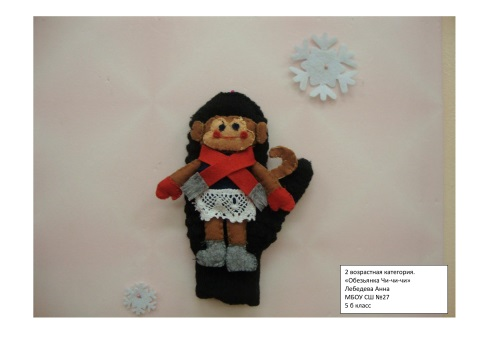 2 возрастная категория.
«Обезьянка Чи-чи-чи»
Лебедева Анна
МБОУ СШ №27
5 б класс